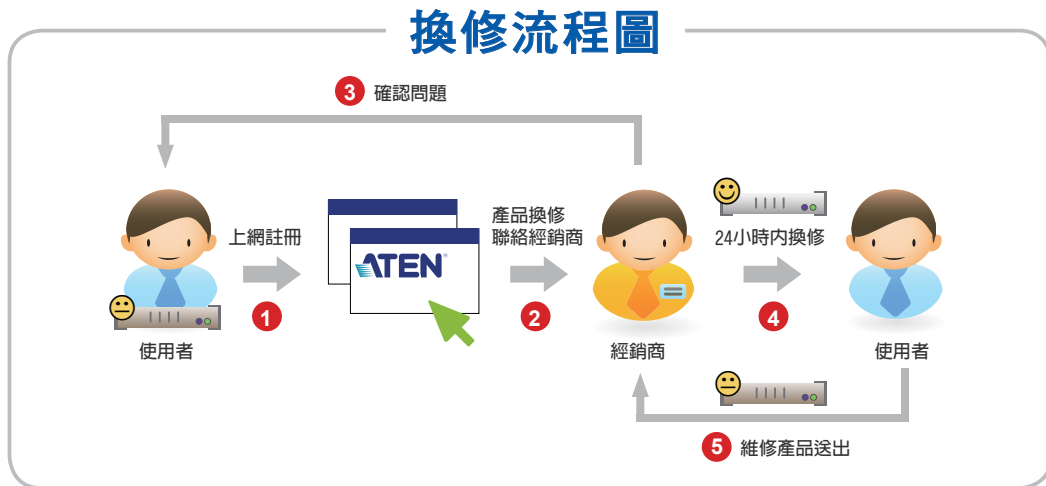 換修流程圖
3 確認問題
上網註冊
1
ATEN®
產品換修
聯絡經銷商
2
24小時內換修
4
使用者
經銷商
使用者
5 維修產品送出